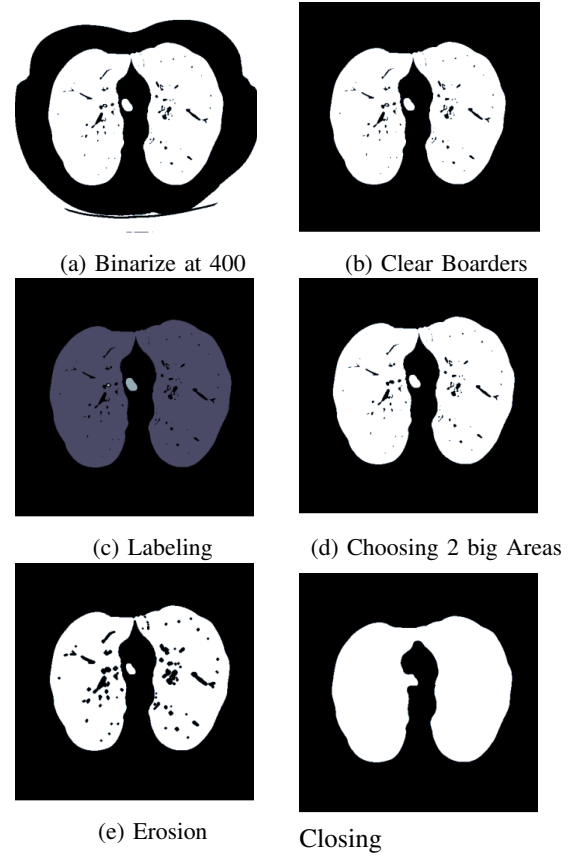 (a) Binarize at 400
(b) Clear Boarders
(c) Labeling
(d) Choosing 2 big Areas
(e) Erosion
Closing